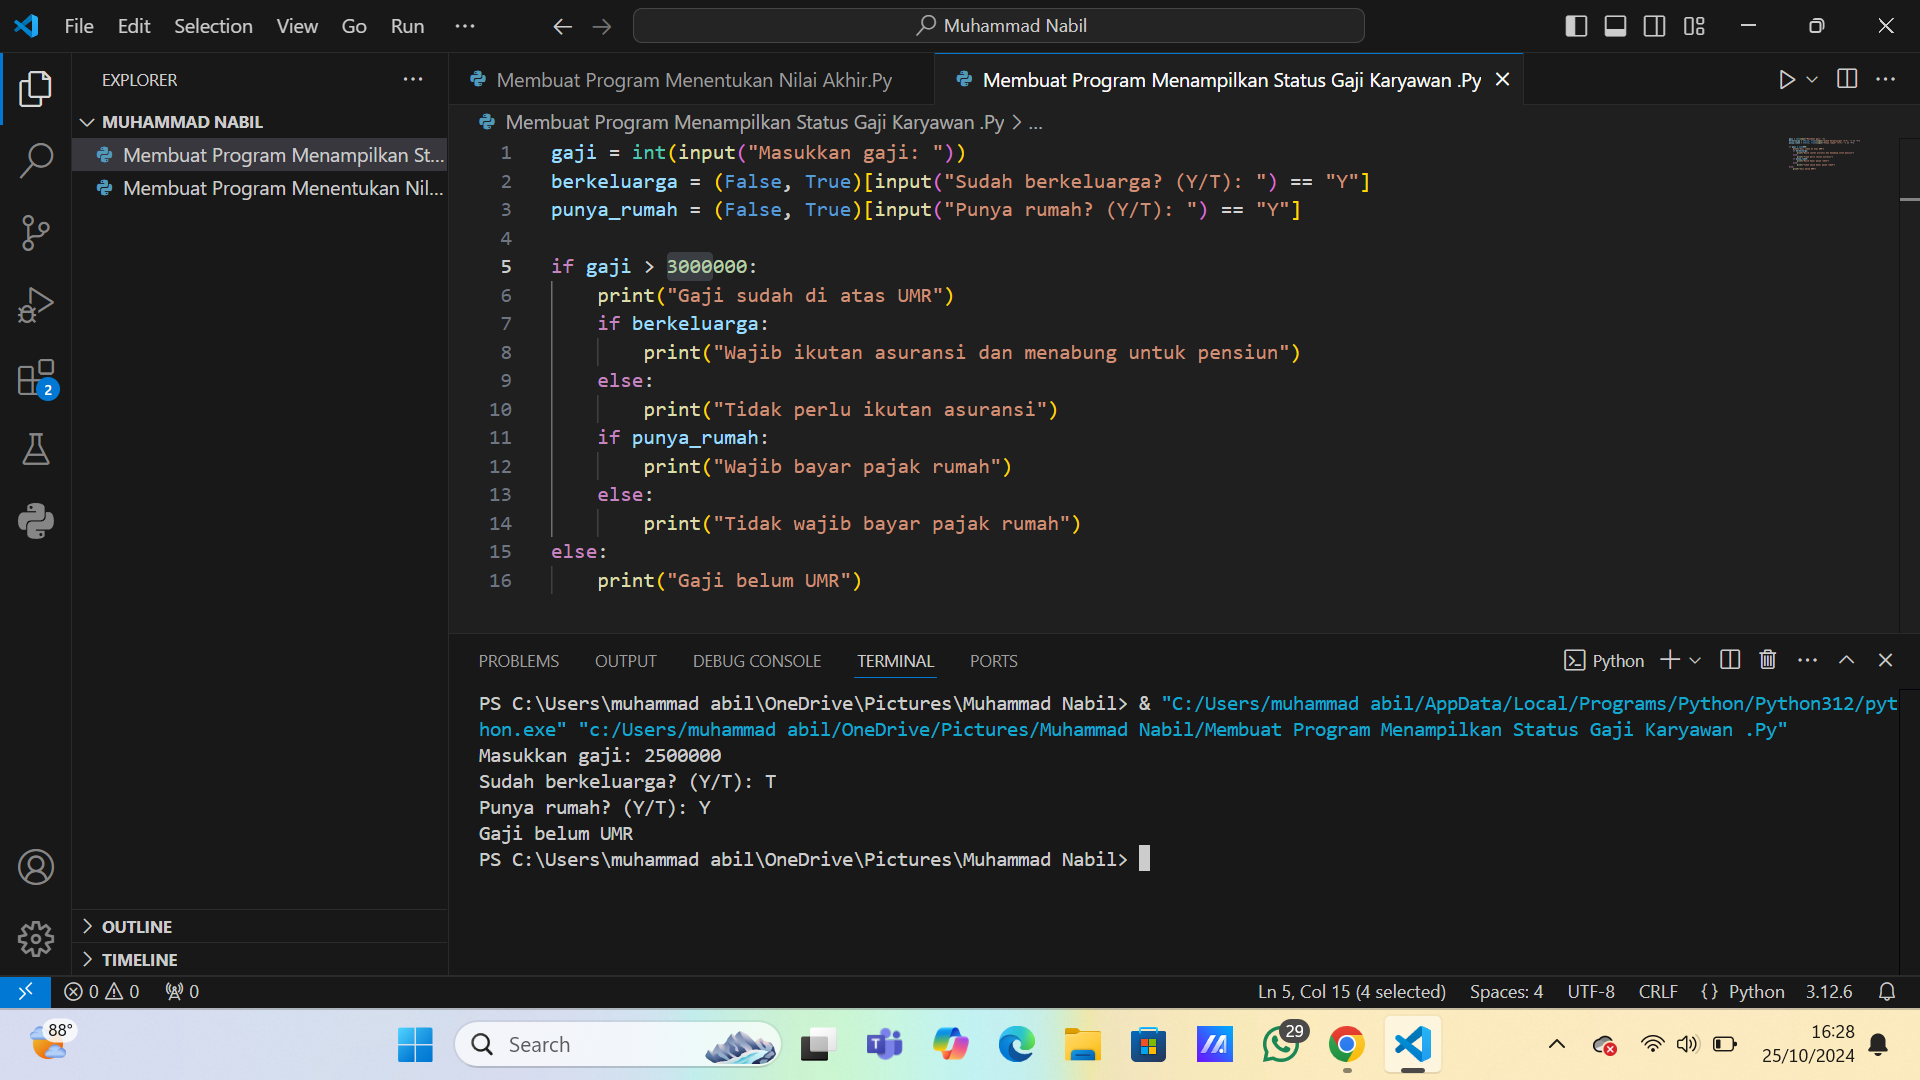 File Edit Selection View Go Run ... Muhammad Nabil
EXPLORER ...
MUHAMMAD NABIL
Membuat Program Menampilkan St...
Membuat Program Menentukan Nil...
2
OUTLINE
TIMELINE
Membuat Program Menentukan Nilai Akhir.Py
Membuat Program Menampilkan Status Gaji Karyawan .Py
Membuat Program Menampilkan Status Gaji Karyawan .Py > ...
1 gaji = int(input("Masukkan gaji: "))
2 berkeluarga = (False, True)[input("Sudah berkeluarga? (Y/T): ") == "Y"]
3 punya_rumah = (False, True)[input("Punya rumah? (Y/T): ") == "Y"]
4
5 if gaji > 3000000:
6 print("Gaji sudah di atas UMR")
7 if berkeluarga:
8 print("Wajib ikutan asuransi dan menabung untuk pensiun")
9 else:
10 print("Tidak perlu ikutan asuransi")
11 if punya_rumah:
12 print("Wajib bayar pajak rumah")
13 else:
14 print("Tidak wajib bayar pajak rumah")
15 else:
16 print("Gaji belum UMR")
PROBLEMS OUTPUT DEBUG CONSOLE TERMINAL PORTS Python
PS C:\Users\muhammad abil\OneDrive\Pictures\Muhammad Nabil> & "C:/Users/muhammad abil/AppData/Local/Programs/Python/Python312/pyt
hon.exe" "c:/Users/muhammad abil/OneDrive/Pictures/Muhammad Nabil/Membuat Program Menampilkan Status Gaji Karyawan .Py"
Masukkan gaji: 2500000
Sudah berkeluarga? (Y/T): T
Punya rumah? (Y/T): Y
Gaji belum UMR
PS C:\Users\muhammad abil\OneDrive\Pictures\Muhammad Nabil>
0 0 0 Ln 5, Col 15 (4 selected) Spaces: 4 UTF-8 CRLF {} Python 3.12.6
88° Search 29 16:28
25/10/2024